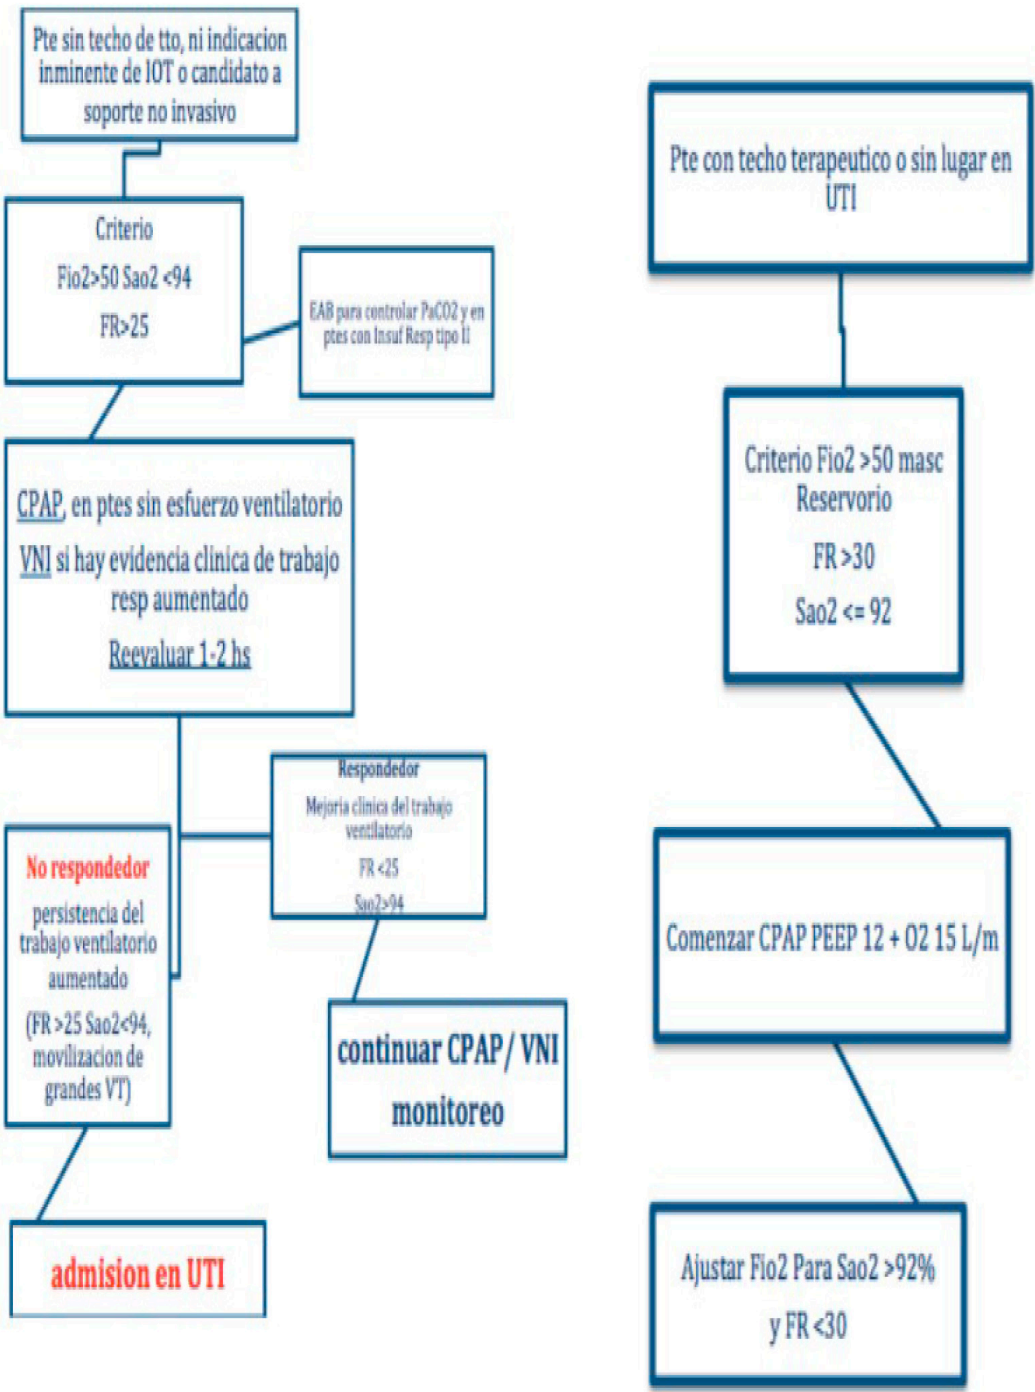 Pte sin techo de tto, ni indicacion
inminente de IOT o candidato a
soporte no invasivo
Criterio
Fio2>50 Sao2 <94
FR>25
EAB para controlar PaCO2 y en
ptes con Insuf Resp tipo II
CPAP, en ptes sin esfuerzo ventilatorio
VNI si hay evidencia clinica de trabajo
resp aumentado
Reevaluar 1-2 hs
Respondedor
Mejoria clinica del trabajo
ventilatorio
FR <25
Sao2>94
No respondedor
persistencia del
trabajo ventilatorio
aumentado
(FR >25 Sao2<94,
movilizacion de
grandes VT)
continuar CPAP/ VNI
monitoreo
admision en UTI
Pte con techo terapeutico o sin lugar en
UTI
Criterio Fio2 >50 masc
Reservorio
FR >30
Sao2 <= 92
Comenzar CPAP PEEP 12 + O2 15 L/m
Ajustar Fio2 Para Sao2 >92%
y FR <30